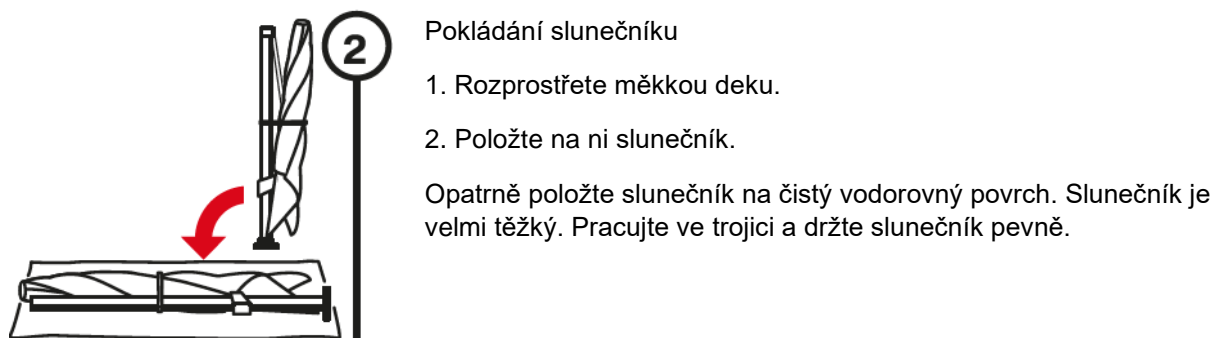 2
Pokládání slunečníku
1. Rozprostřete měkkou deku.
2. Položte na ni slunečník.
Opatrně položte slunečník na čistý vodorovný povrch. Slunečník je
velmi těžký. Pracujte ve trojici a držte slunečník pevně.